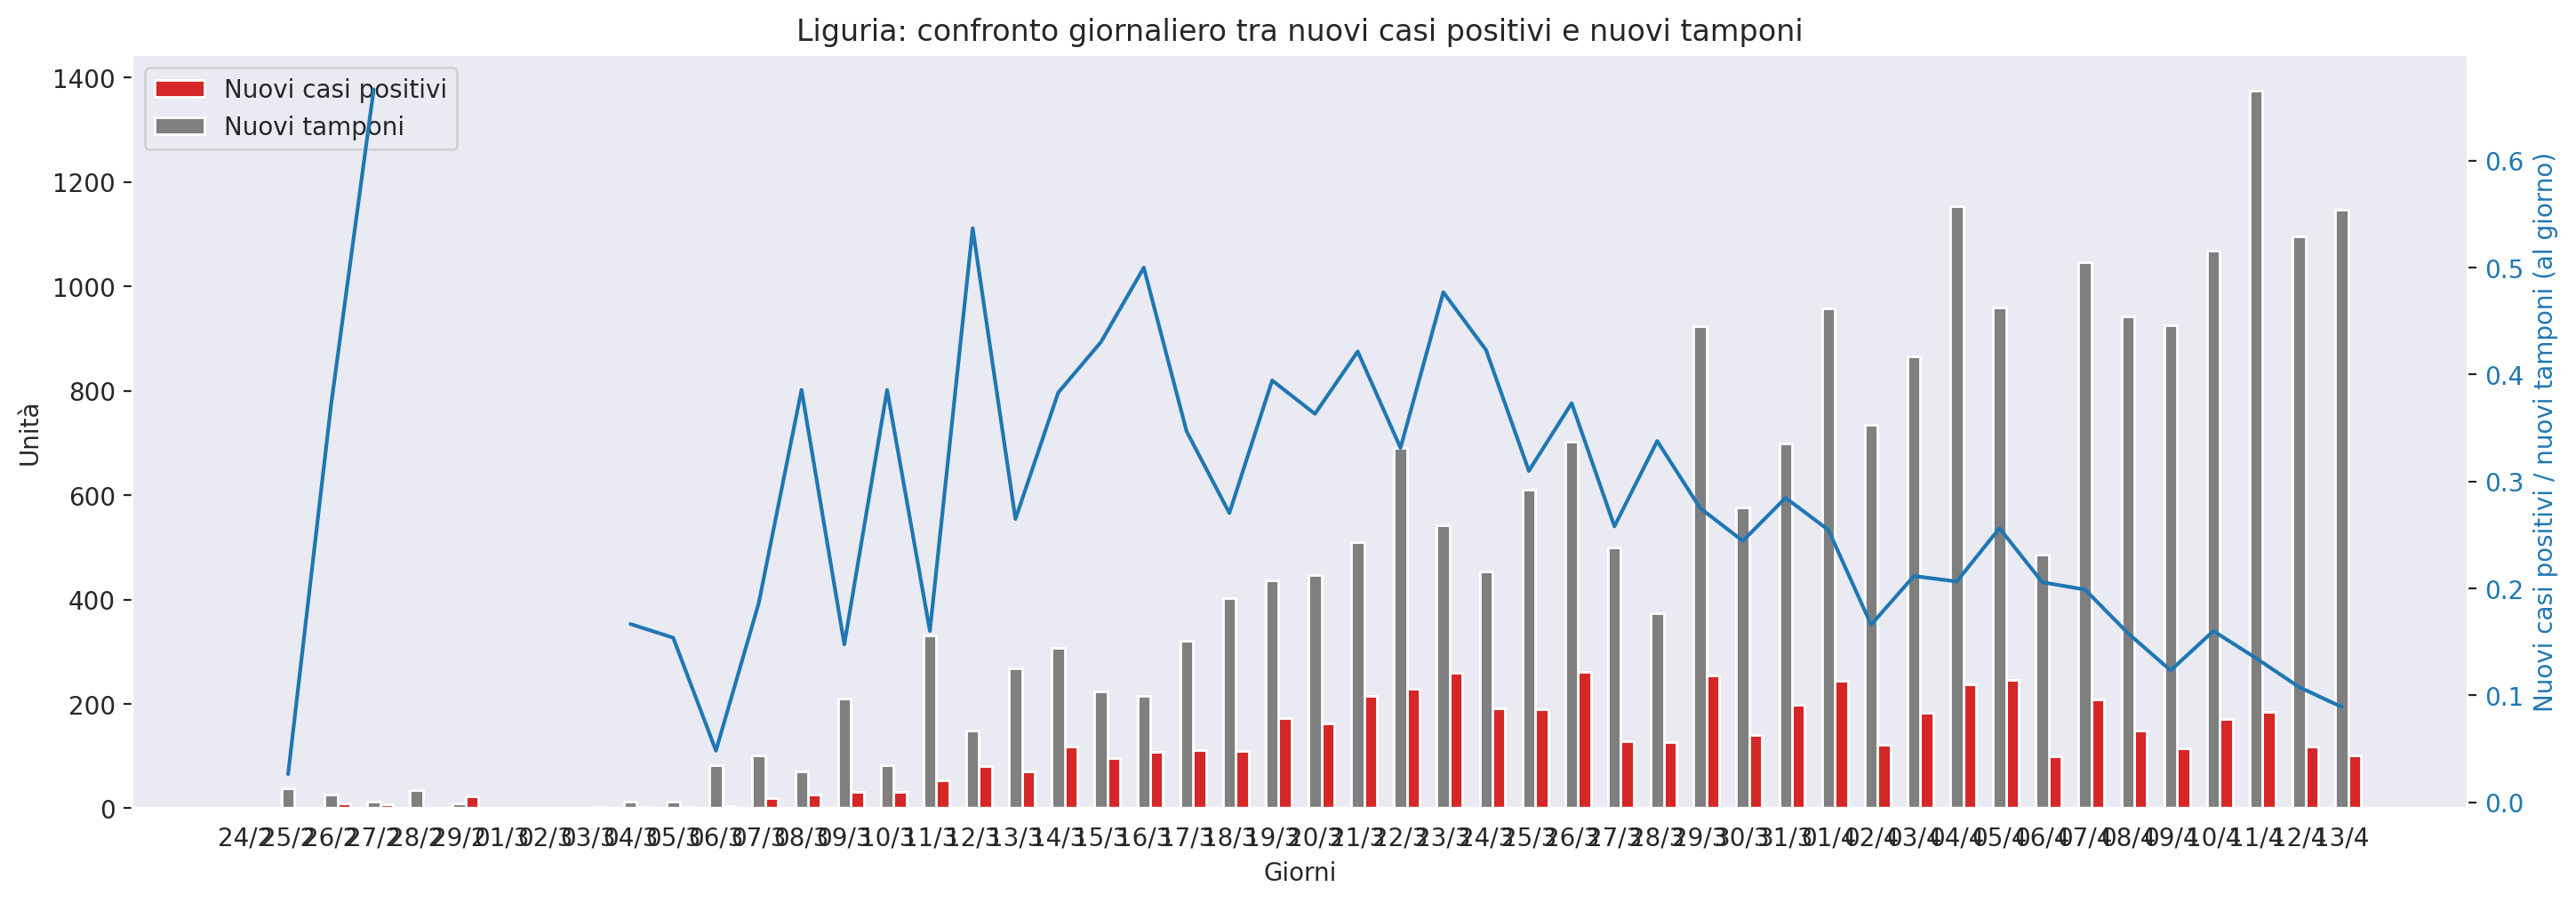 Liguria: confronto giornaliero tra nuovi casi positivi e nuovi tamponi
Nuovi casi positivi
Nuovi tamponi
1400
1200
1000
800
600
400
200
0
Unità
0.6
0.5
0.4
0.3
0.2
0.1
0.0
Nuovi casi positivi / nuovi tamponi (al giorno)
24/2 25/2 26/2 27/2 28/2 29/2 01/3 02/3 03/3 04/3 05/3 06/3 07/3 08/3 09/3 10/3 11/3 12/3 13/3 14/3 15/3 16/3 17/3 18/3 19/3 20/3 21/3 22/3 23/3 24/3 25/3 26/3 27/3 28/3 29/3 30/3 31/3 01/4 02/4 03/4 04/4 05/4 06/4 07/4 08/4 09/4 10/4 11/4 12/4 13/4
Giorni